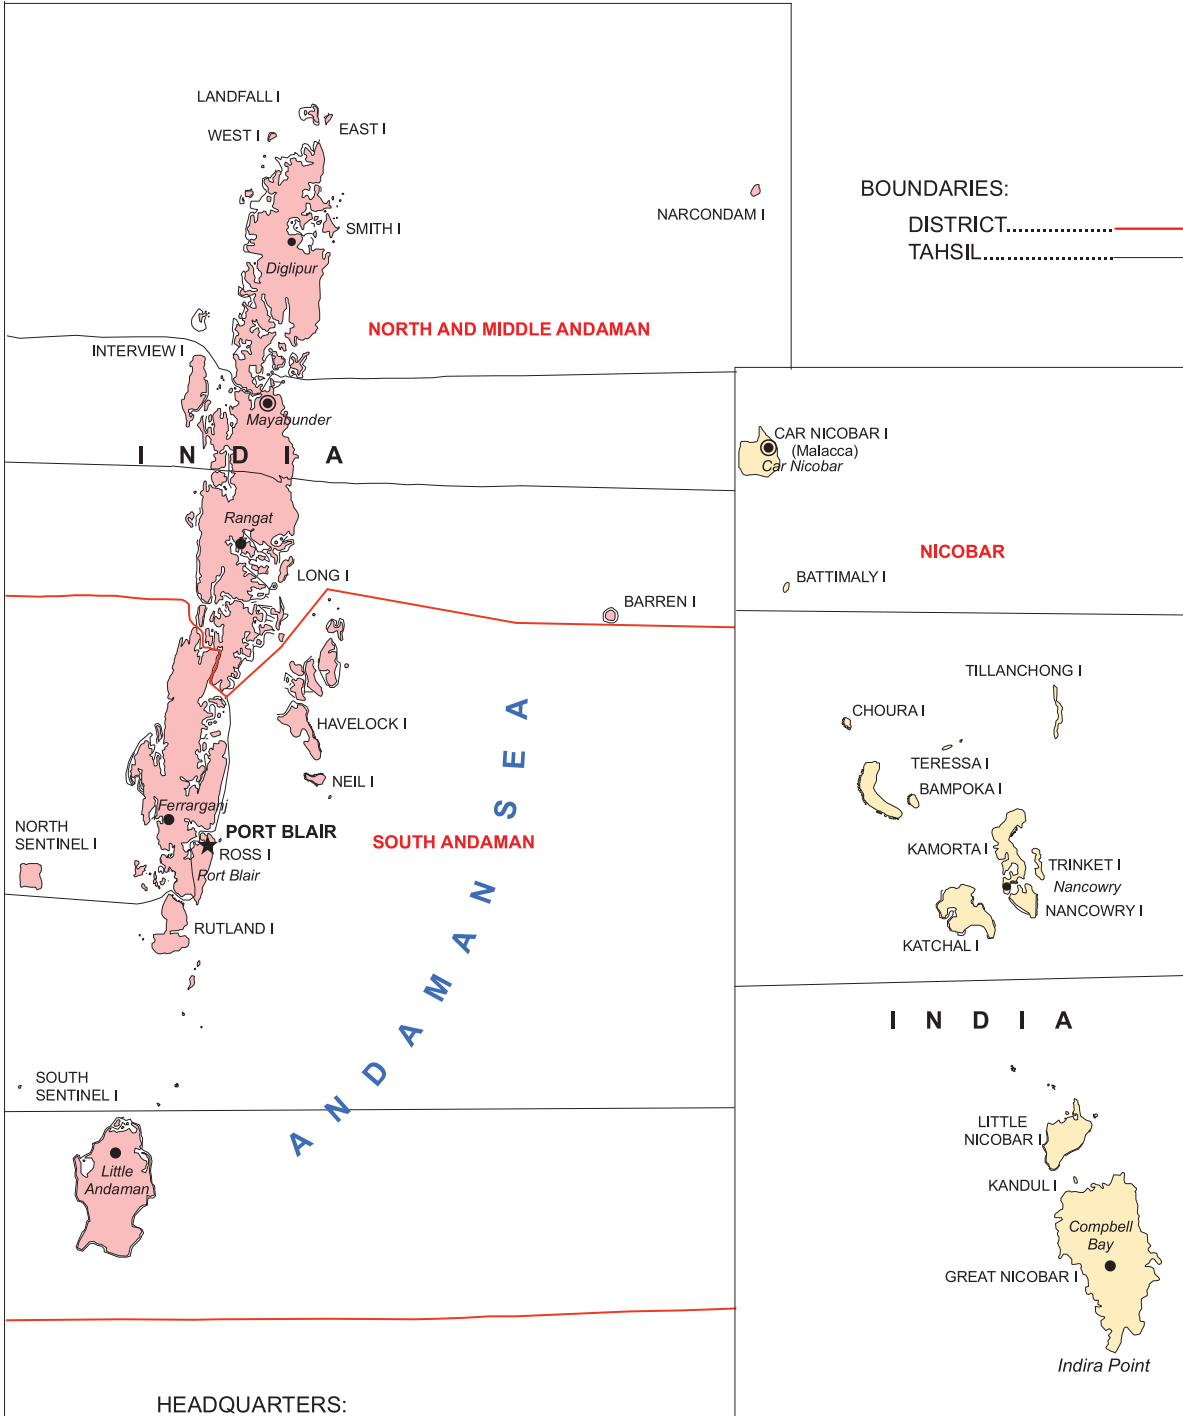 LANDFALL I
WEST I
EAST I
NARCONDAM I
SMITH I
Diglipur
BOUNDARIES:
DISTRICT................
TAHSIL....................
NORTH AND MIDDLE ANDAMAN
INTERVIEW I
Mayabunder
I N D I A
CAR NICOBAR I
(Malacca)
Car Nicobar
Rangat
NICOBAR
LONG I
BATTIMALY I
BARREN I
TILLANCHONG I
CHOURA I
HAVELOCK I
TERESSA I
NEIL I
BAMPOKA I
Ferrarganj
NORTH
SENTINEL I
PORT BLAIR
ROSS I
Port Blair
SOUTH ANDAMAN
KAMORTA I
TRINKET I
Nancowry
NANCOWRY I
RUTLAND I
KATCHAL I
ANDAMAN SEA
I N D I A
SOUTH
SENTINEL I
LITTLE
NICOBAR I
Little
Andaman
KANDUL I
Compbell
Bay
GREAT NICOBAR I
Indira Point
HEADQUARTERS: